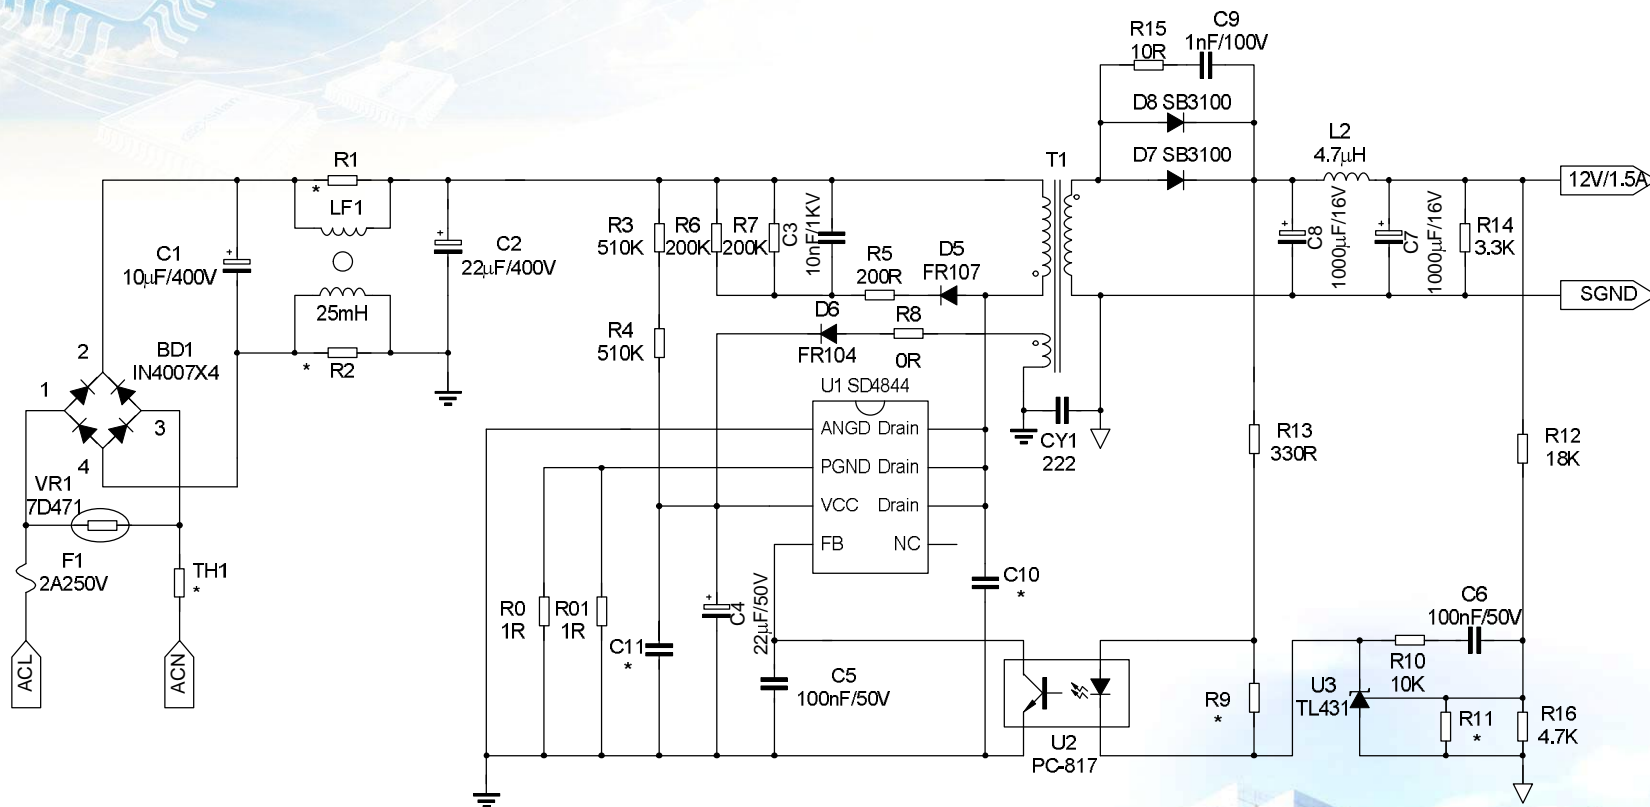 C9
R15
1nF/100V
10R
D8 SB3100
L2
4.7μH
D7 SB3100
T1
R1
*
LF1
12V/1.5A
C1
10μF/400V
+
C2
22μF/400V
+
R3
510K
R6
200K
R7
200K
C3
10nF/1KV
R5
200R
D5
FR107
+
C8
1000μF/16V
+
C7
1000μF/16V
R14
3.3K
SGND
25mH
R2
*
R4
510K
D6
FR104
R8
0R
2
BD1
IN4007X4
1
3
4
U1 SD4844
ANGD Drain
PGND Drain
VCC Drain
FB NC
CY1
222
R13
330R
R12
18K
VR1
7D471
F1
2A250V
TH1
*
R0
1R
R01
1R
C11
*
+
C4
22μF/50V
C10
*
C5
100nF/50V
C6
100nF/50V
R10
10K
U3
TL431
R9
*
R11
*
R16
4.7K
U2
PC-817
ACL
ACN